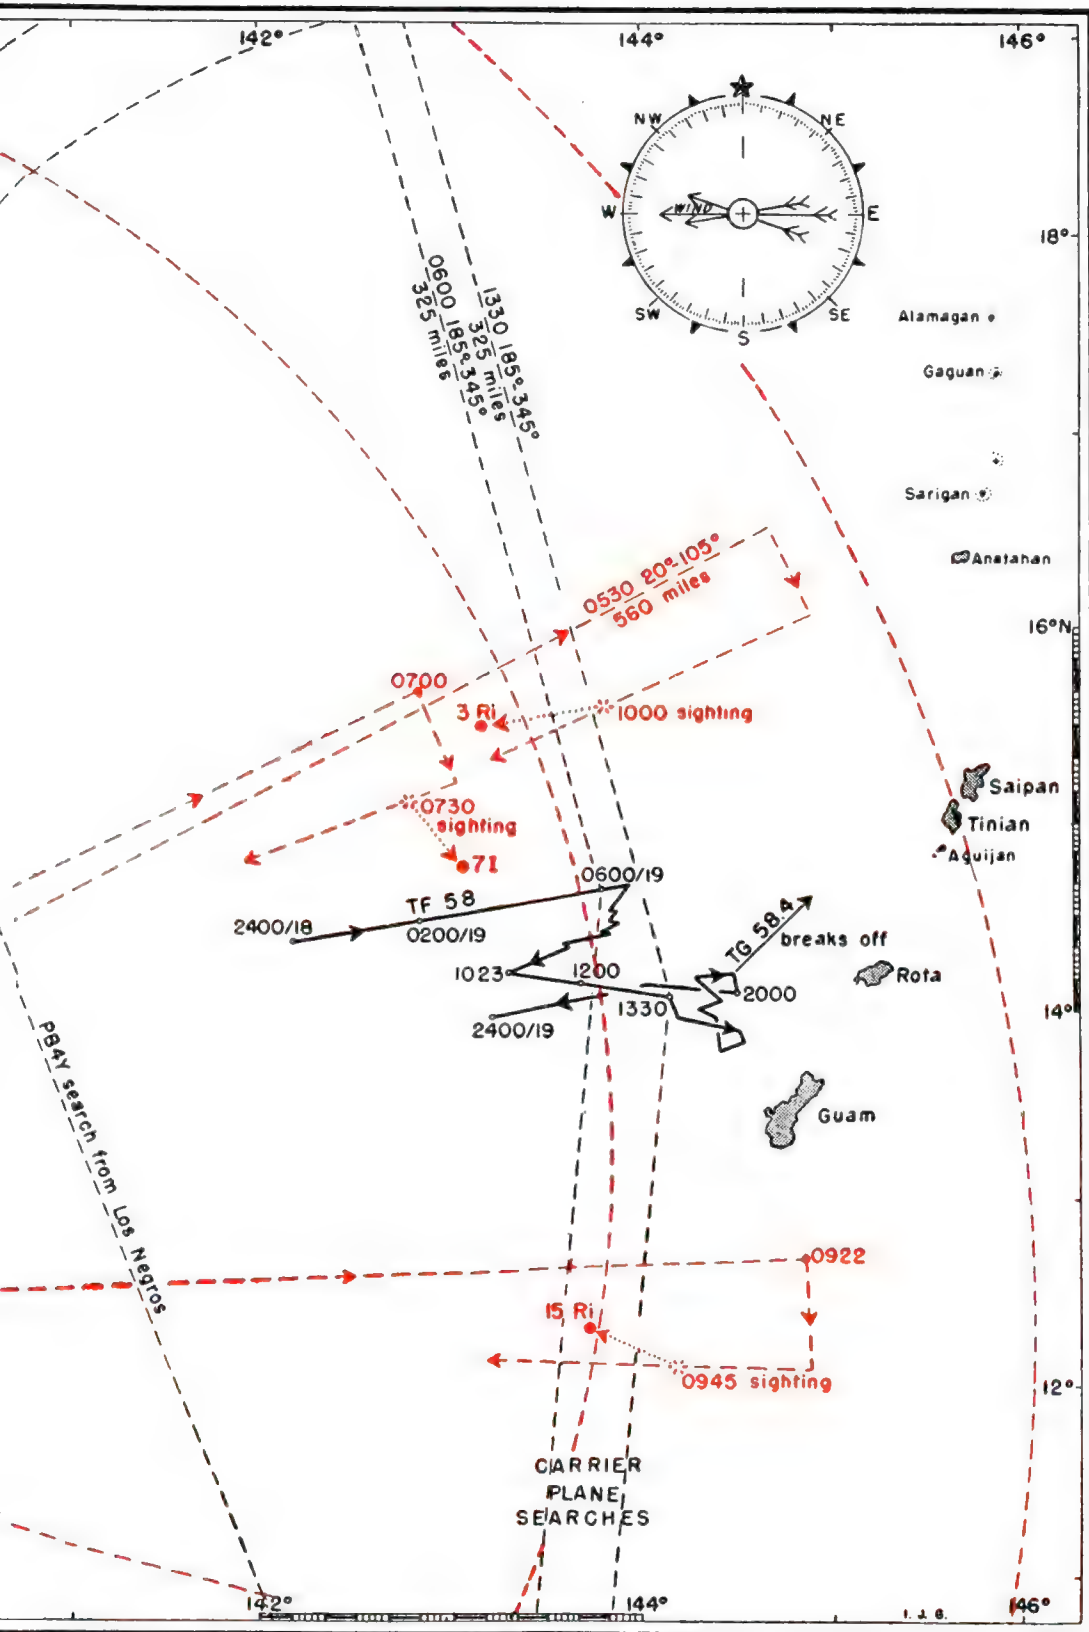 142°
144°
146°
NW
NE
W
WIND
E
18°
SW
SE
S
Alamagan
Gaguan
0600 185°-345°
325 miles
1330 185°-345°
325 miles
Sarigan
Anatahan
0530 20°-105°
560 miles
16°N
0700
3 Ri
1000 sighting
Saipan
0730
sighting
Tinian
Aguijan
7I
0600/19
TF 58
2400/18
0200/19
TG 58.4
breaks off
1023
1200
Rota
2000
1330
14°
2400/19
PB4Y search from Los Negros
Guam
0922
15 Ri
0945 sighting
12°
CARRIER
PLANE
SEARCHES
142°
144°
146°
I. J. G.